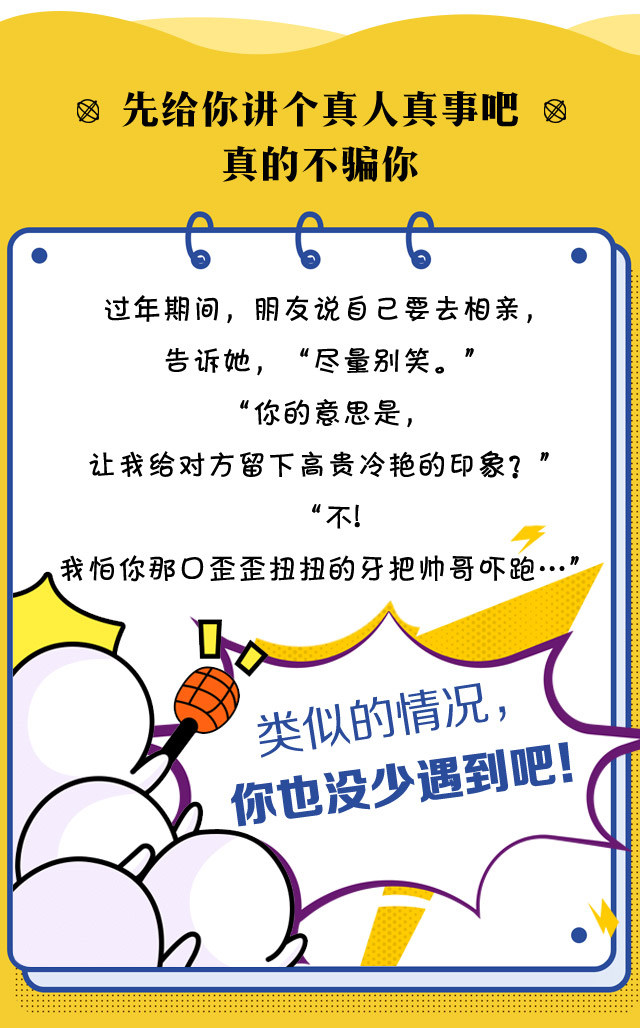 先给你讲个真人真事吧
真的不骗你
过年期间，朋友说自己要去相亲，
告诉她，“尽量别笑。”
“你的意思是，
让我给对方留下高贵冷艳的印象？”
“不！
我怕你那口歪歪扭扭的牙把帅哥吓跑…”
类似的情况，
你也没少遇到吧！